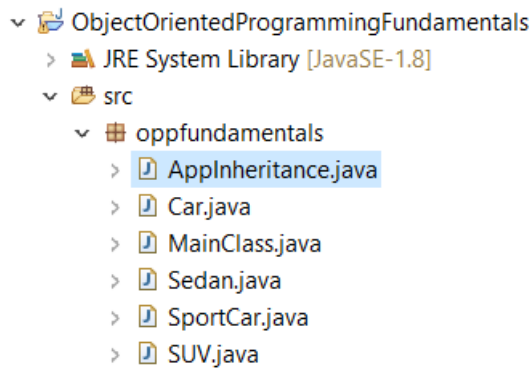 ObjectOrientedProgrammingFundamentals
JRE System Library [JavaSE-1.8]
src
oppfundamentals
AppInheritance.java
Car.java
MainClass.java
Sedan.java
SportCar.java
SUV.java